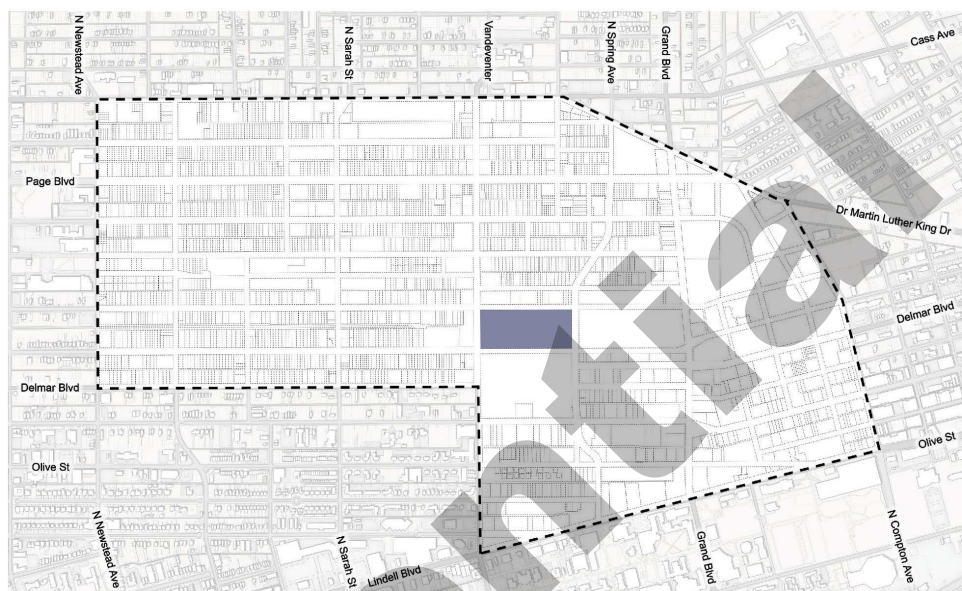 N Newstead Ave
N Sarah St
Vandeventer
N Spring Ave
Grand Blvd
Cass Ave
Page Blvd
Dr Martin Luther King Dr
Delmar Blvd
Delmar Blvd
Olive St
Olive St
N Newstead Ave
N Sarah St
Lindell Blvd
Grand Blvd
N Compton Ave
ntial